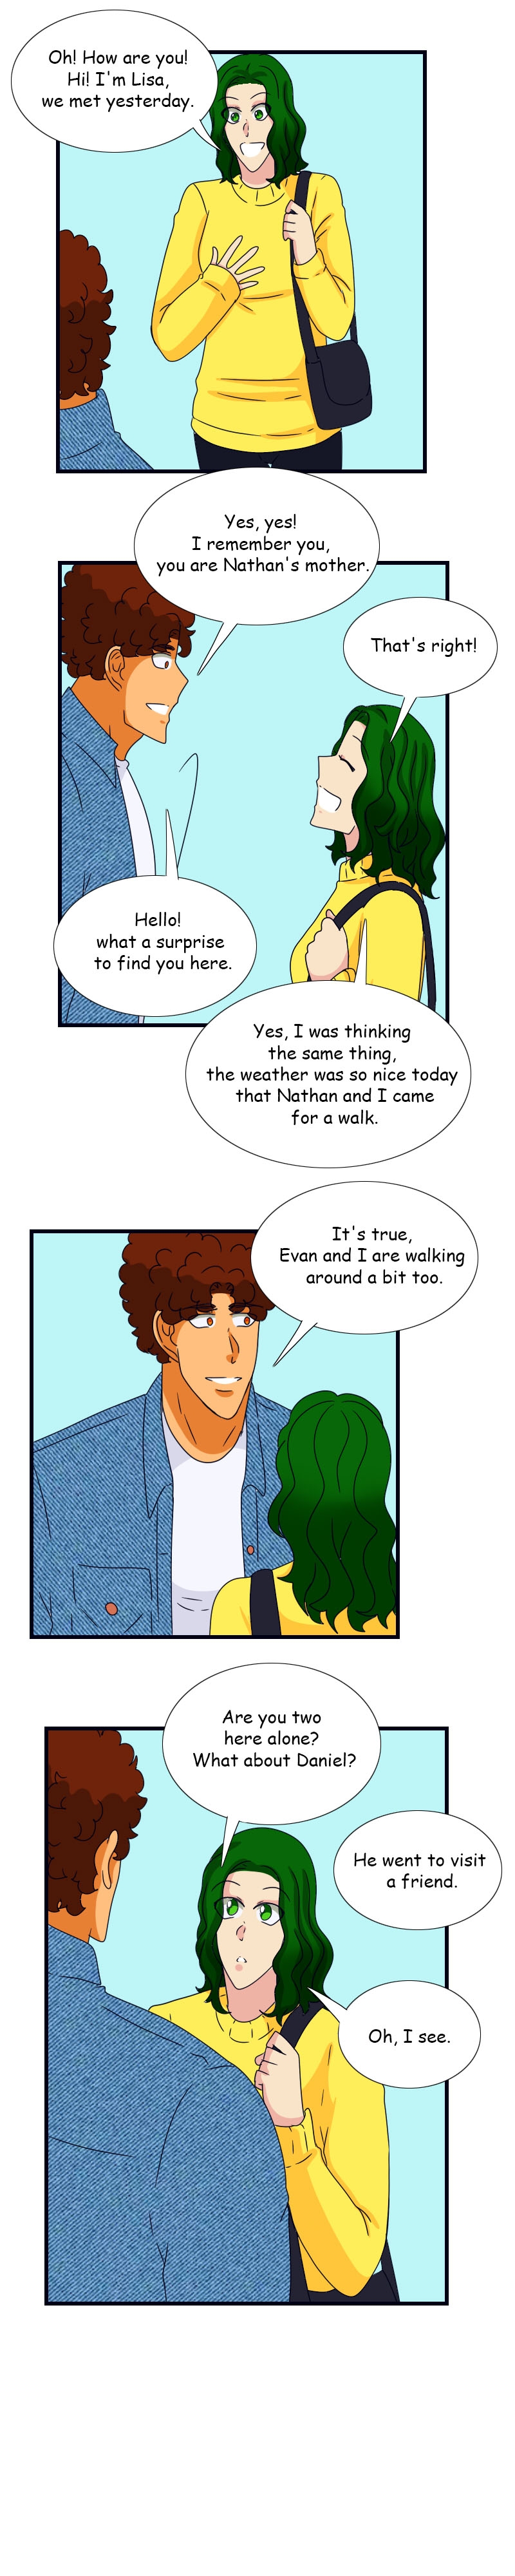 Oh! How are you!
Hi! I'm Lisa,
we met yesterday.
Yes, yes!
I remember you,
you are Nathan's mother.
That's right!
Hello!
what a surprise
to find you here.
Yes, I was thinking
the same thing,
the weather was so nice today
that Nathan and I came
for a walk.
It's true,
Evan and I are walking
around a bit too.
Are you two
here alone?
What about Daniel?
He went to visit
a friend.
Oh, I see.